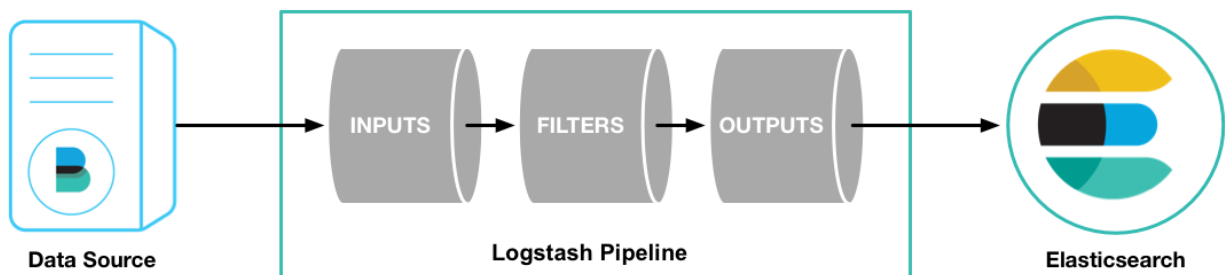 INPUTS
FILTERS
OUTPUTS
Data Source
Logstash Pipeline
Elasticsearch